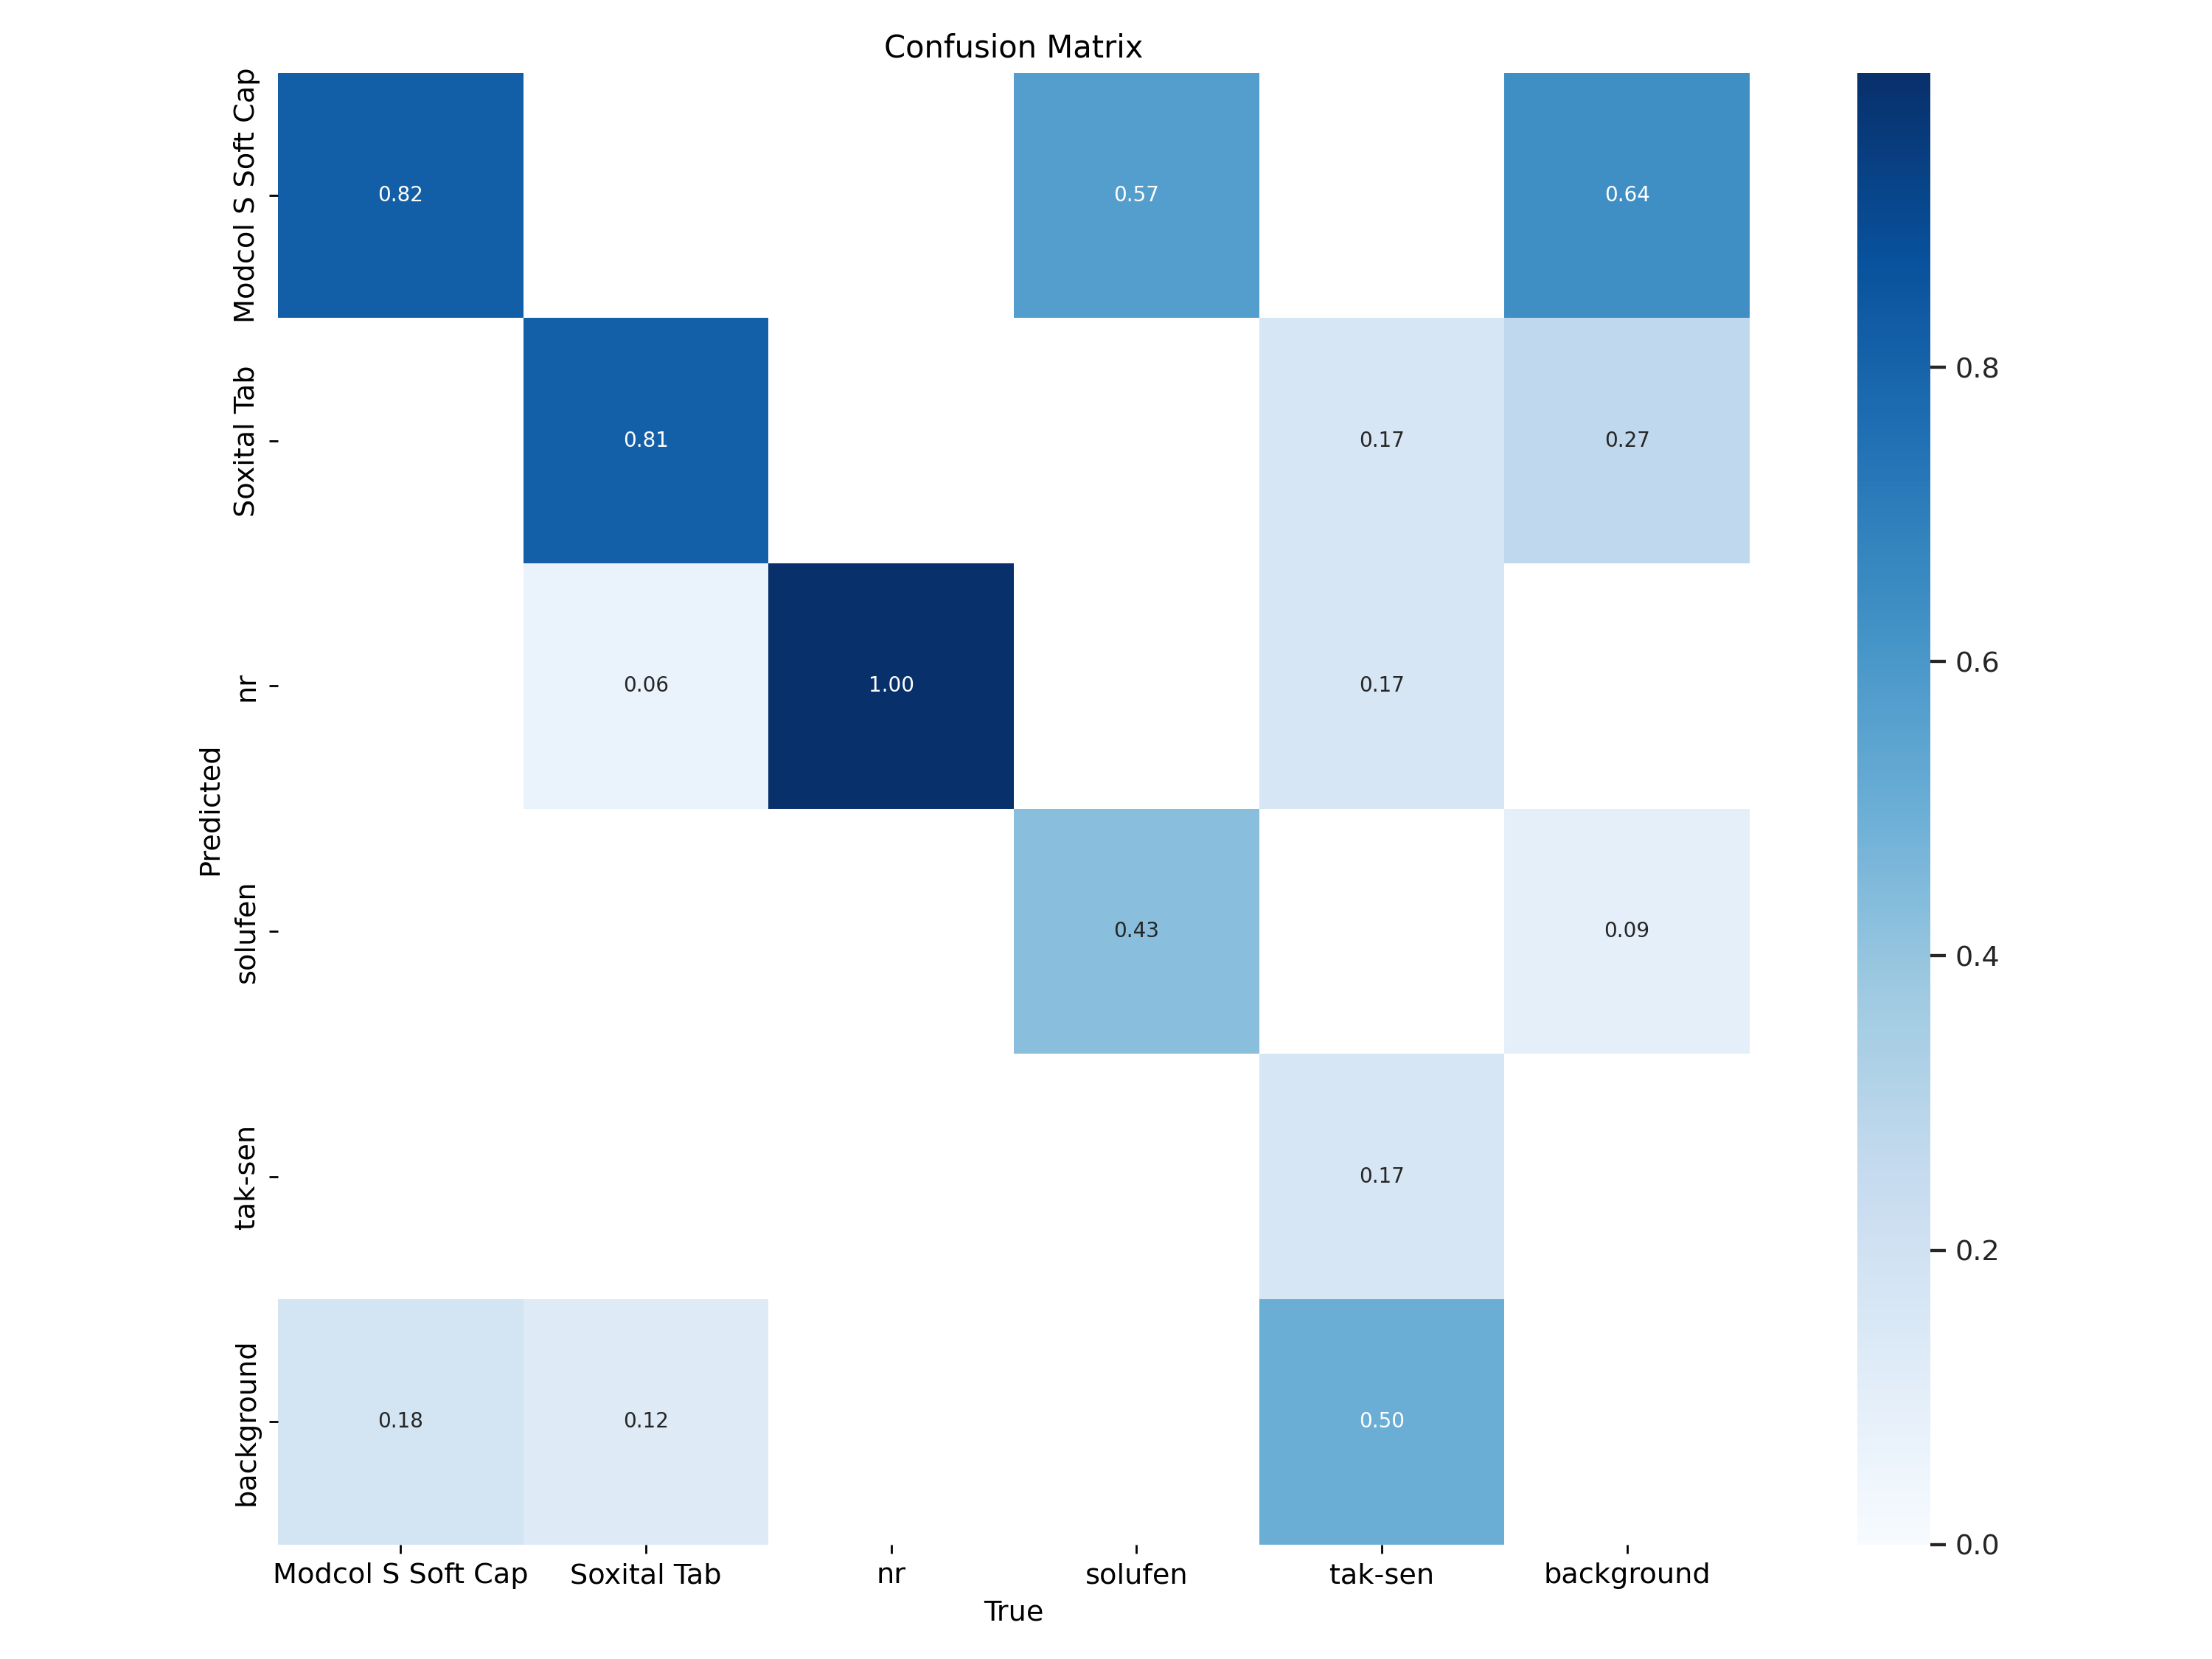 Confusion Matrix
Modcol S Soft Cap
0.82
0.57
0.64
Soxital Tab
0.81
0.17
0.27
nr
0.06
1.00
0.17
solufen
0.43
0.09
tak-sen
0.17
background
0.18
0.12
0.50
Predicted
Modcol S Soft Cap
Soxital Tab
nr
solufen
tak-sen
background
True
0.8
0.6
0.4
0.2
0.0